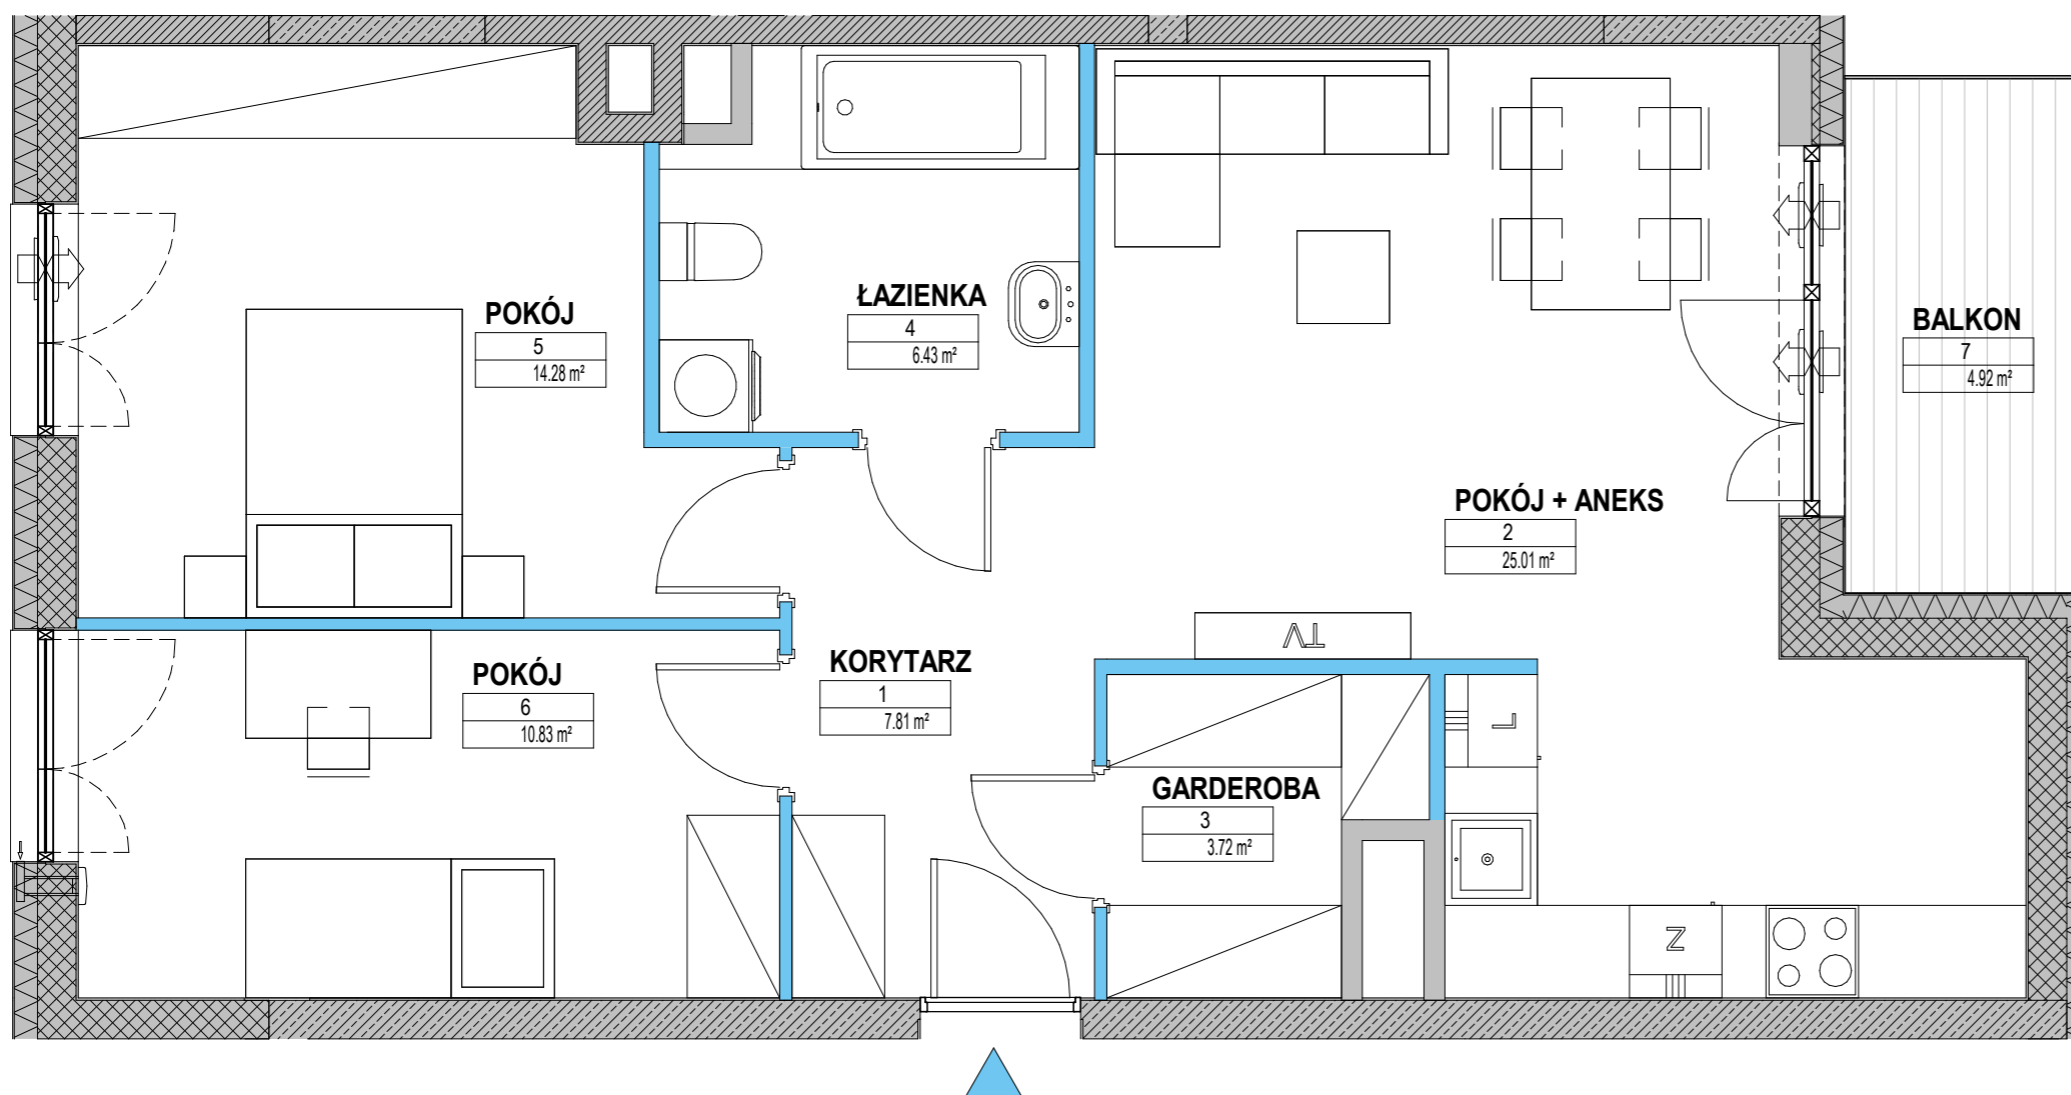 ŁAZIENKA
4
6.43 m²
POKÓJ
5
14.28 m²
BALKON
7
4.92 m²
POKÓJ + ANEKS
2
25.01 m²
TV
POKÓJ
6
10.83 m²
KORYTARZ
1
7.81 m²
L
GARDEROBA
3
3.72 m²
Z